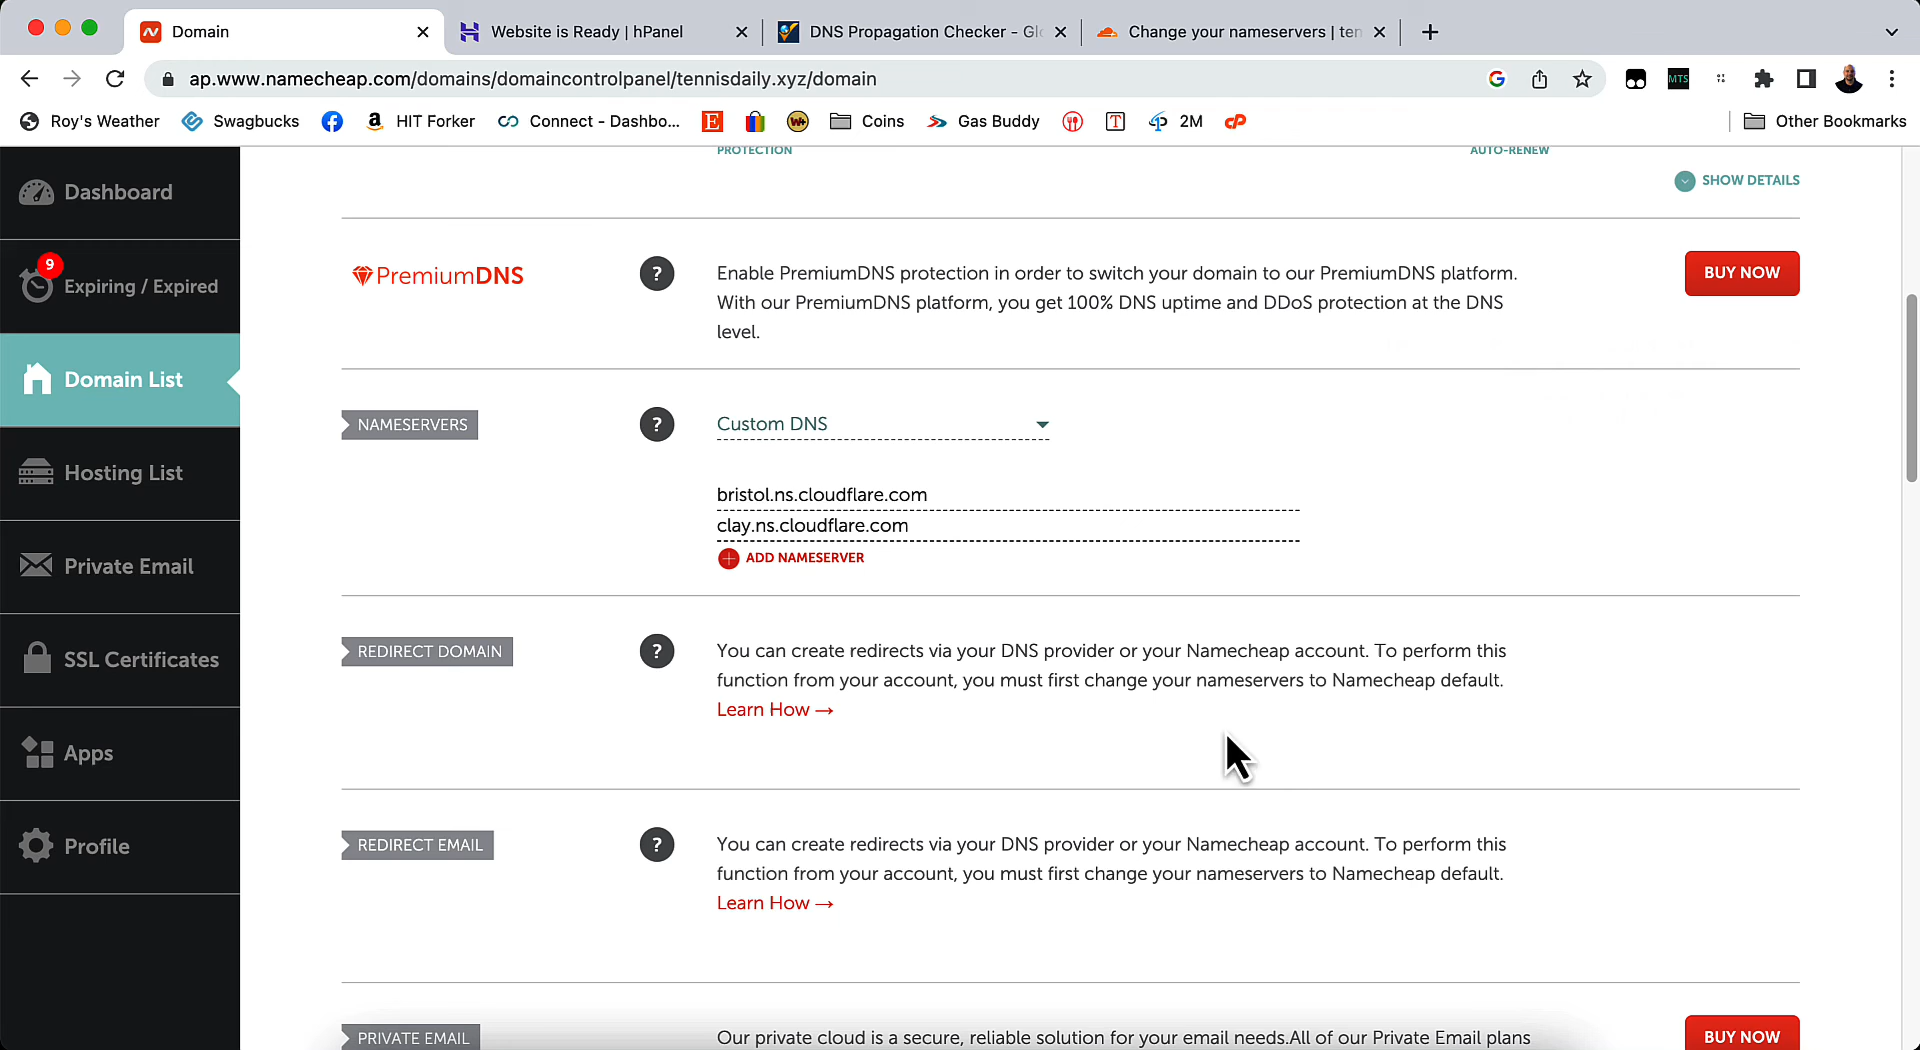 Domain
Website is Ready | hPanel
DNS Propagation Checker - Glo
Change your nameservers | ten
ap.www.namecheap.com/domains/domaincontrolpanel/tennisdaily.xyz/domain
MTS
Roy's Weather
Swagbucks
HIT Forker
Connect - Dashbo...
E
W+
Coins
Gas Buddy
T
2M
Other Bookmarks
PROTECTION
AUTO-RENEW
SHOW DETAILS
Dashboard
9
Expiring / Expired
Domain List
Hosting List
Private Email
SSL Certificates
Apps
Profile
PremiumDNS
?
Enable PremiumDNS protection in order to switch your domain to our PremiumDNS platform.
With our PremiumDNS platform, you get 100% DNS uptime and DDoS protection at the DNS
level.
BUY NOW
NAMESERVERS
?
Custom DNS
bristol.ns.cloudflare.com
clay.ns.cloudflare.com
ADD NAMESERVER
REDIRECT DOMAIN
?
You can create redirects via your DNS provider or your Namecheap account. To perform this
function from your account, you must first change your nameservers to Namecheap default.
Learn How →
REDIRECT EMAIL
?
You can create redirects via your DNS provider or your Namecheap account. To perform this
function from your account, you must first change your nameservers to Namecheap default.
Learn How →
PRIVATE EMAIL
Our private cloud is a secure, reliable solution for your email needs.All of our Private Email plans
BUY NOW